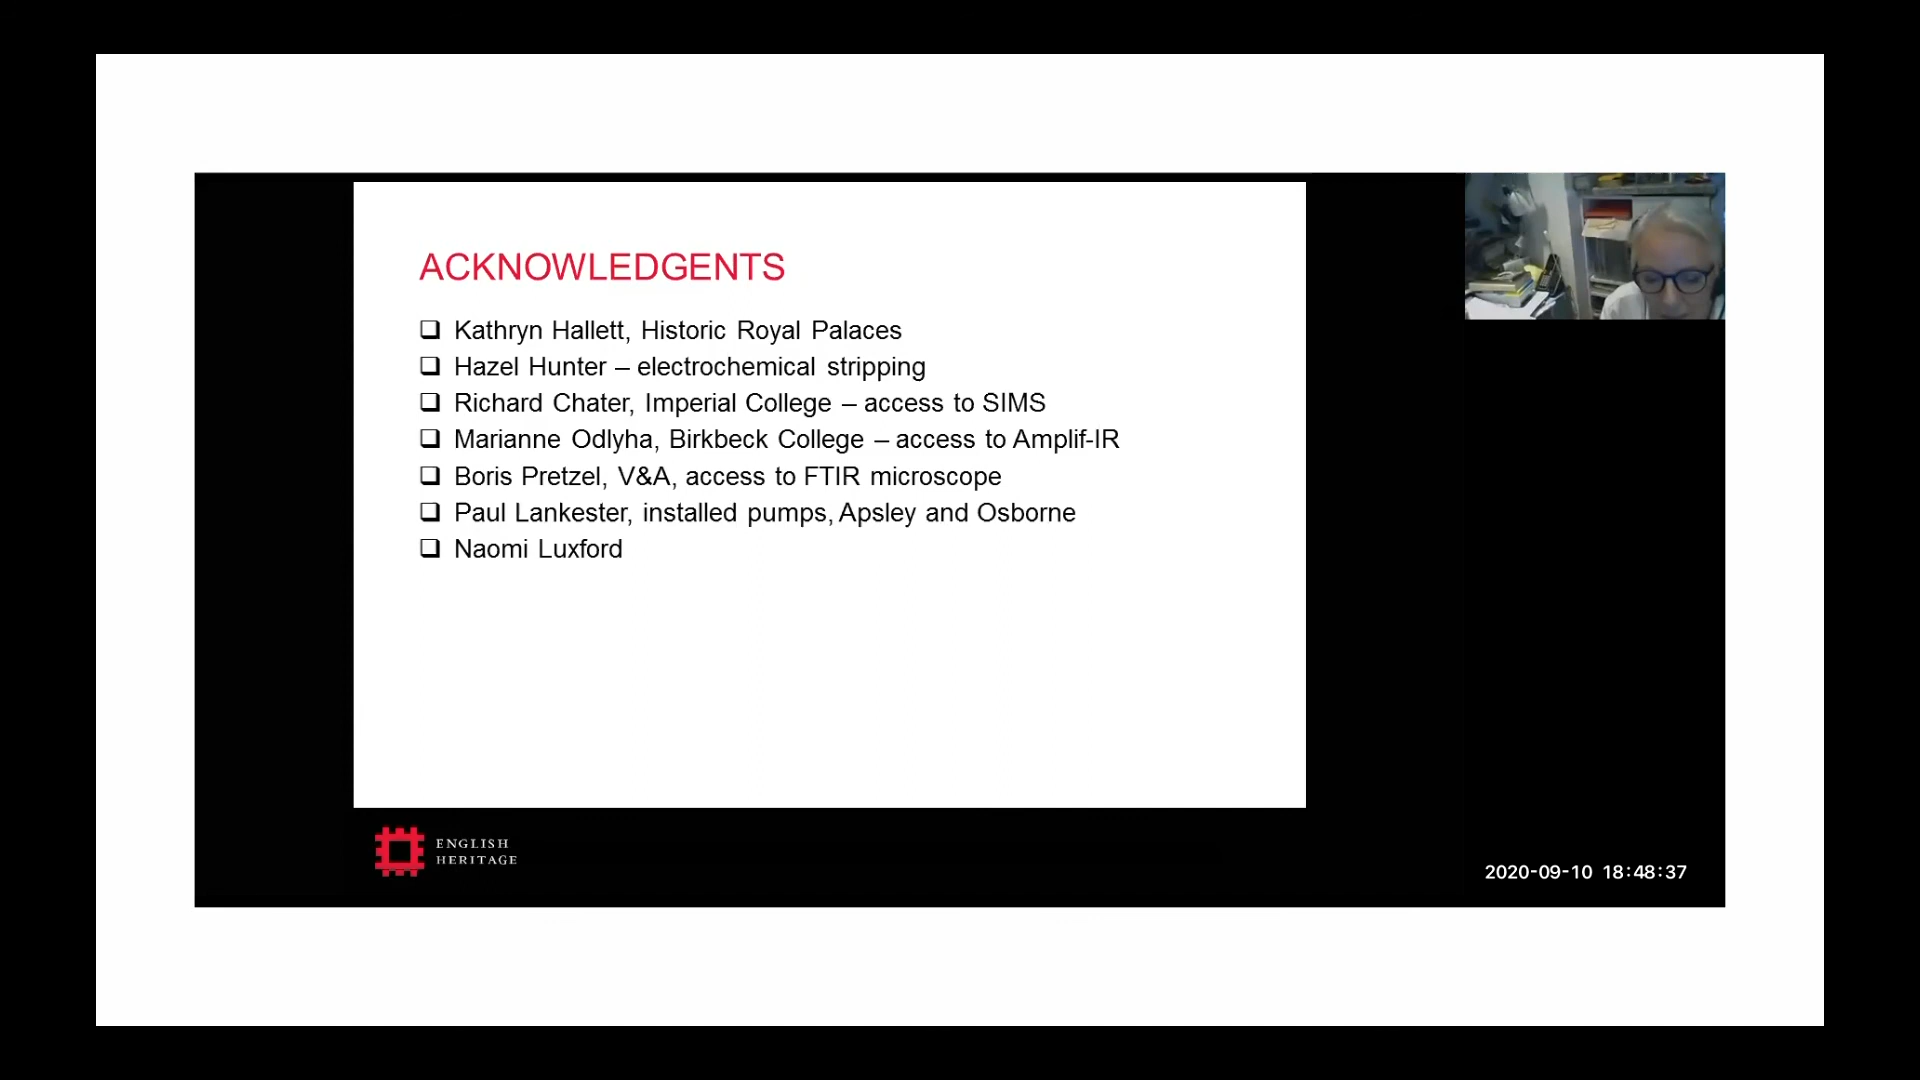 ACKNOWLEDGENTS
Kathryn Hallett, Historic Royal Palaces
Hazel Hunter – electrochemical stripping
Richard Chater, Imperial College – access to SIMS
Marianne Odlyha, Birkbeck College – access to Amplif-IR
Boris Pretzel, V&A, access to FTIR microscope
Paul Lankester, installed pumps, Apsley and Osborne
Naomi Luxford
ENGLISH
HERITAGE
2020-09-10 18:48:37